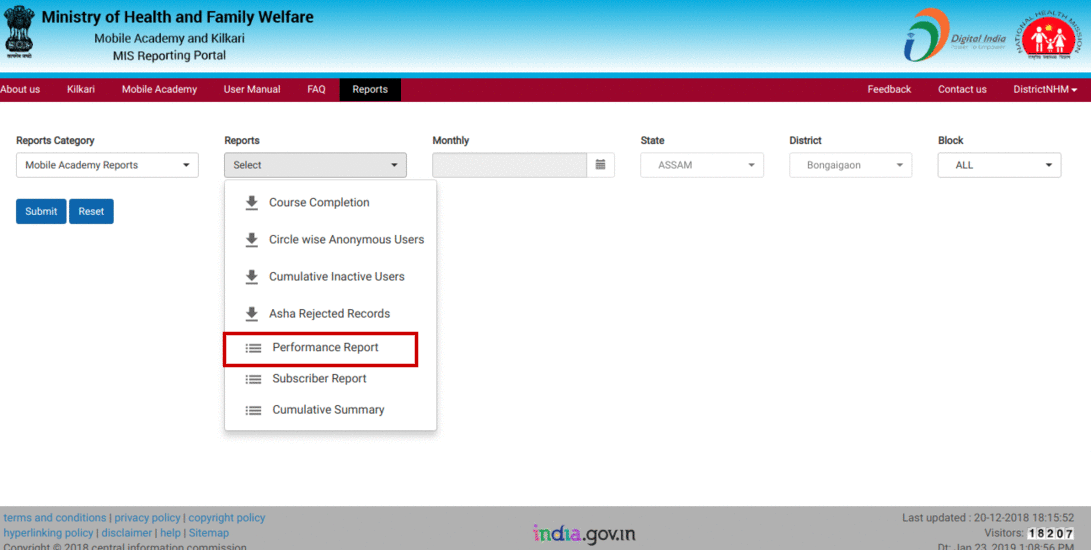 Ministry of Health and Family Welfare
Mobile Academy and Kilkari
MIS Reporting Portal
Digital India
Power To Empower
NATIONAL HEALTH MISSION
About us Kilkari Mobile Academy User Manual FAQ Reports Feedback Contact us DistrictNHM
Reports Category Reports Monthly State District Block
Mobile Academy Reports Select ASSAM Bongaigaon ALL
Submit Reset
Course Completion
Circle wise Anonymous Users
Cumulative Inactive Users
Asha Rejected Records
Performance Report
Subscriber Report
Cumulative Summary
terms and conditions | privacy policy | copyright policy
hyperlinking policy | disclaimer | help | Sitemap
Copyright © 2018 central information commission
india.gov.in
Last updated : 20-12-2018 18:15:52
Visitors: 18207
Dt: Jan 23, 2019 1:08:56 PM